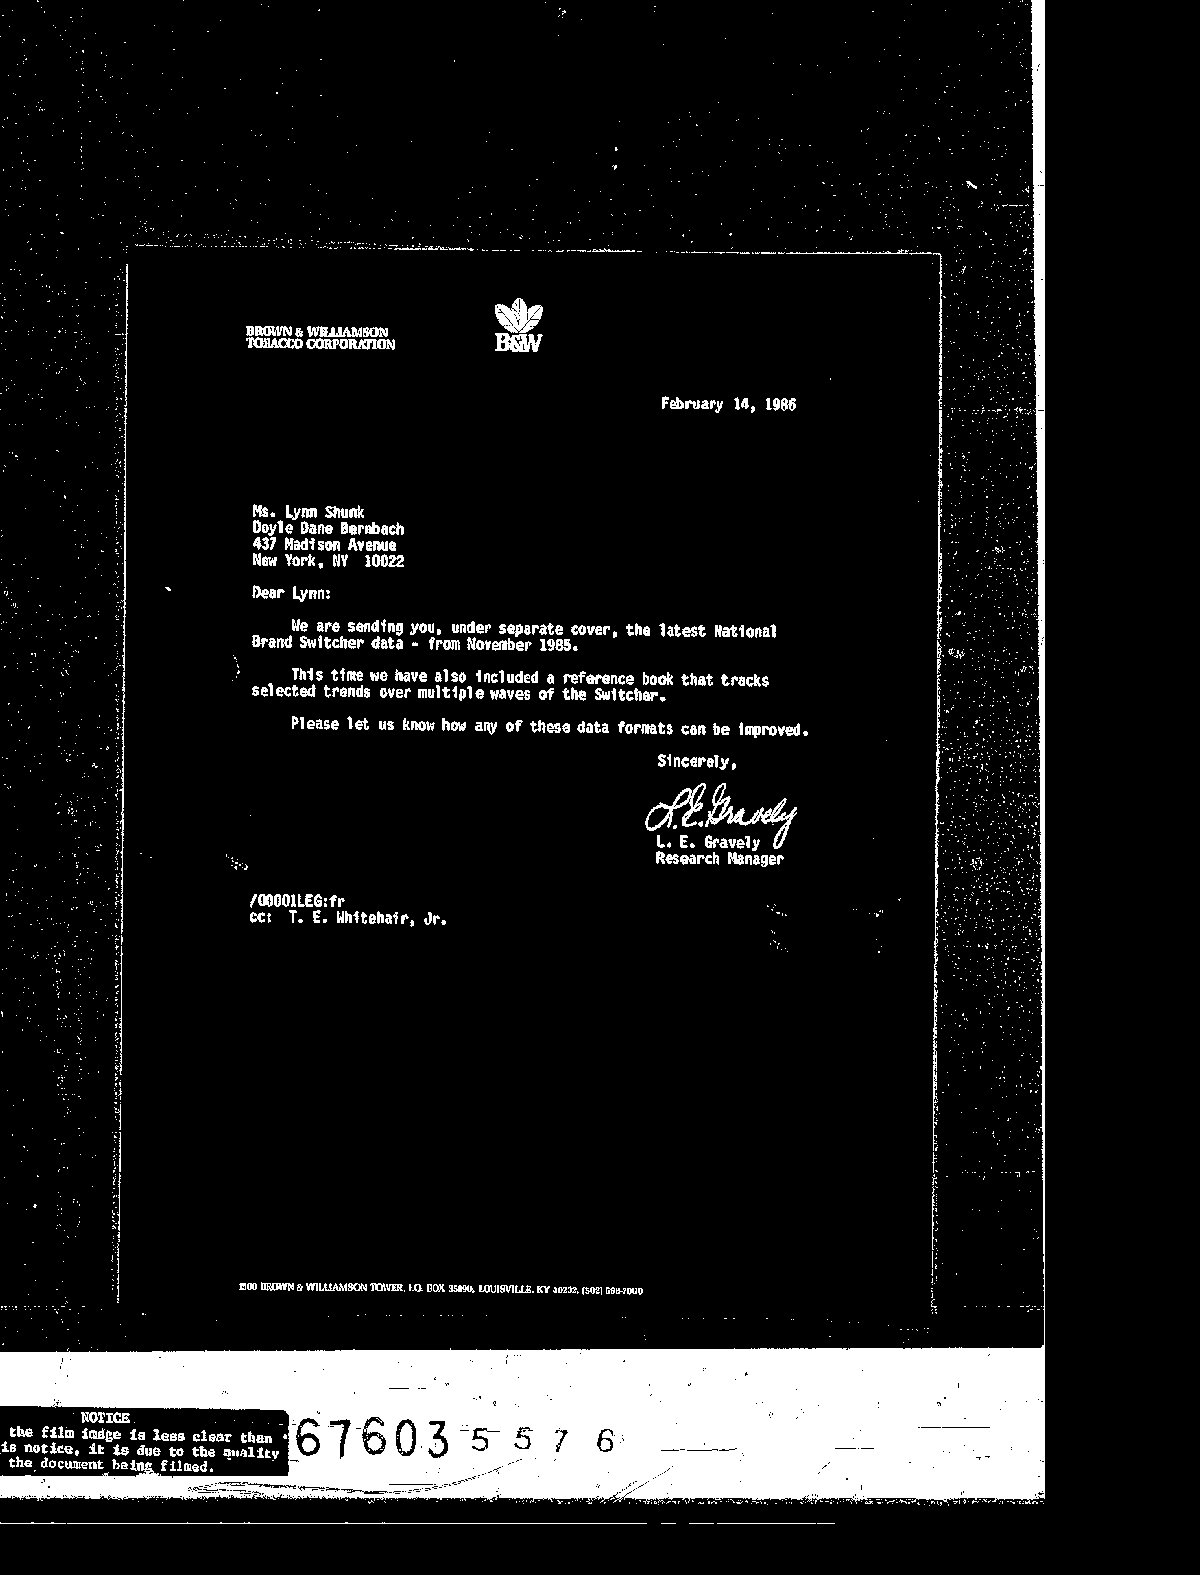 BROWN & WILLIAMSON
TOBACCO CORPORATION
B&W
February 14, 1986
Ms. Lynn Shunk
Doyle Dane Bernbach
437 Madison Avenue
New York, NY 10022
Dear Lynn:
We are sending you, under separate cover, the latest National
Brand Switcher data - from November 1985.
This time we have also included a reference book that tracks
selected trends over multiple waves of the Switcher.
Please let us know how any of these data formats can be improved.
Sincerely,
L.E. Gravely
L. E. Gravely
Research Manager
/00001LEG:fr
cc: T. E. Whitehair, Jr.
BROWN & WILLIAMSON TOWER, P.O. BOX 35090, LOUISVILLE, KY 40232, (502)
NOTICE
the film image is less clear than
is notice, it is due to the quality
the document being filmed.
67603 5576